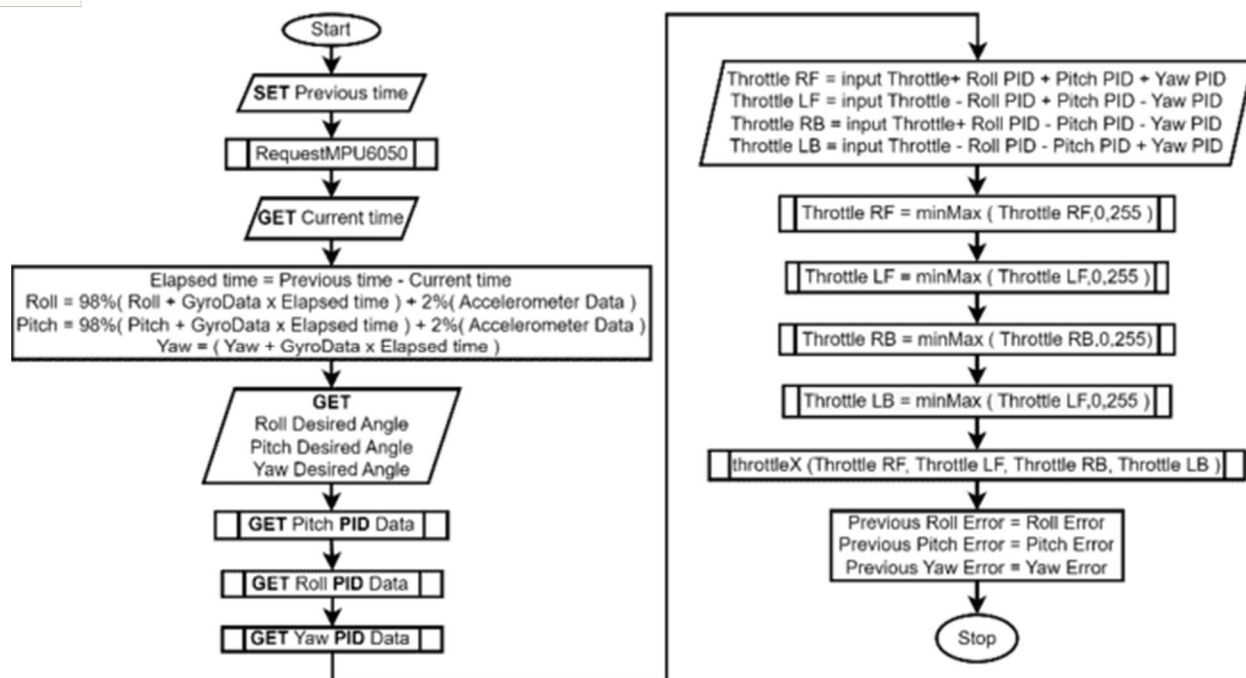 Start
SET Previous time
RequestMPU6050
GET Current time
Elapsed time = Previous time - Current time
Roll = 98%( Roll + GyroData x Elapsed time ) + 2%( Accelerometer Data )
Pitch = 98%( Pitch + GyroData x Elapsed time ) + 2%( Accelerometer Data )
Yaw = ( Yaw + GyroData x Elapsed time )
GET
Roll Desired Angle
Pitch Desired Angle
Yaw Desired Angle
GET Pitch PID Data
GET Roll PID Data
GET Yaw PID Data
Throttle RF = input Throttle+ Roll PID + Pitch PID + Yaw PID
Throttle LF = input Throttle - Roll PID + Pitch PID - Yaw PID
Throttle RB = input Throttle+ Roll PID - Pitch PID - Yaw PID
Throttle LB = input Throttle - Roll PID - Pitch PID + Yaw PID
Throttle RF = minMax ( Throttle RF,0,255 )
Throttle LF = minMax ( Throttle LF,0,255 )
Throttle RB = minMax ( Throttle RB,0,255)
Throttle LB = minMax ( Throttle LF,0,255 )
throttleX (Throttle RF, Throttle LF, Throttle RB, Throttle LB )
Previous Roll Error = Roll Error
Previous Pitch Error = Pitch Error
Previous Yaw Error = Yaw Error
Stop